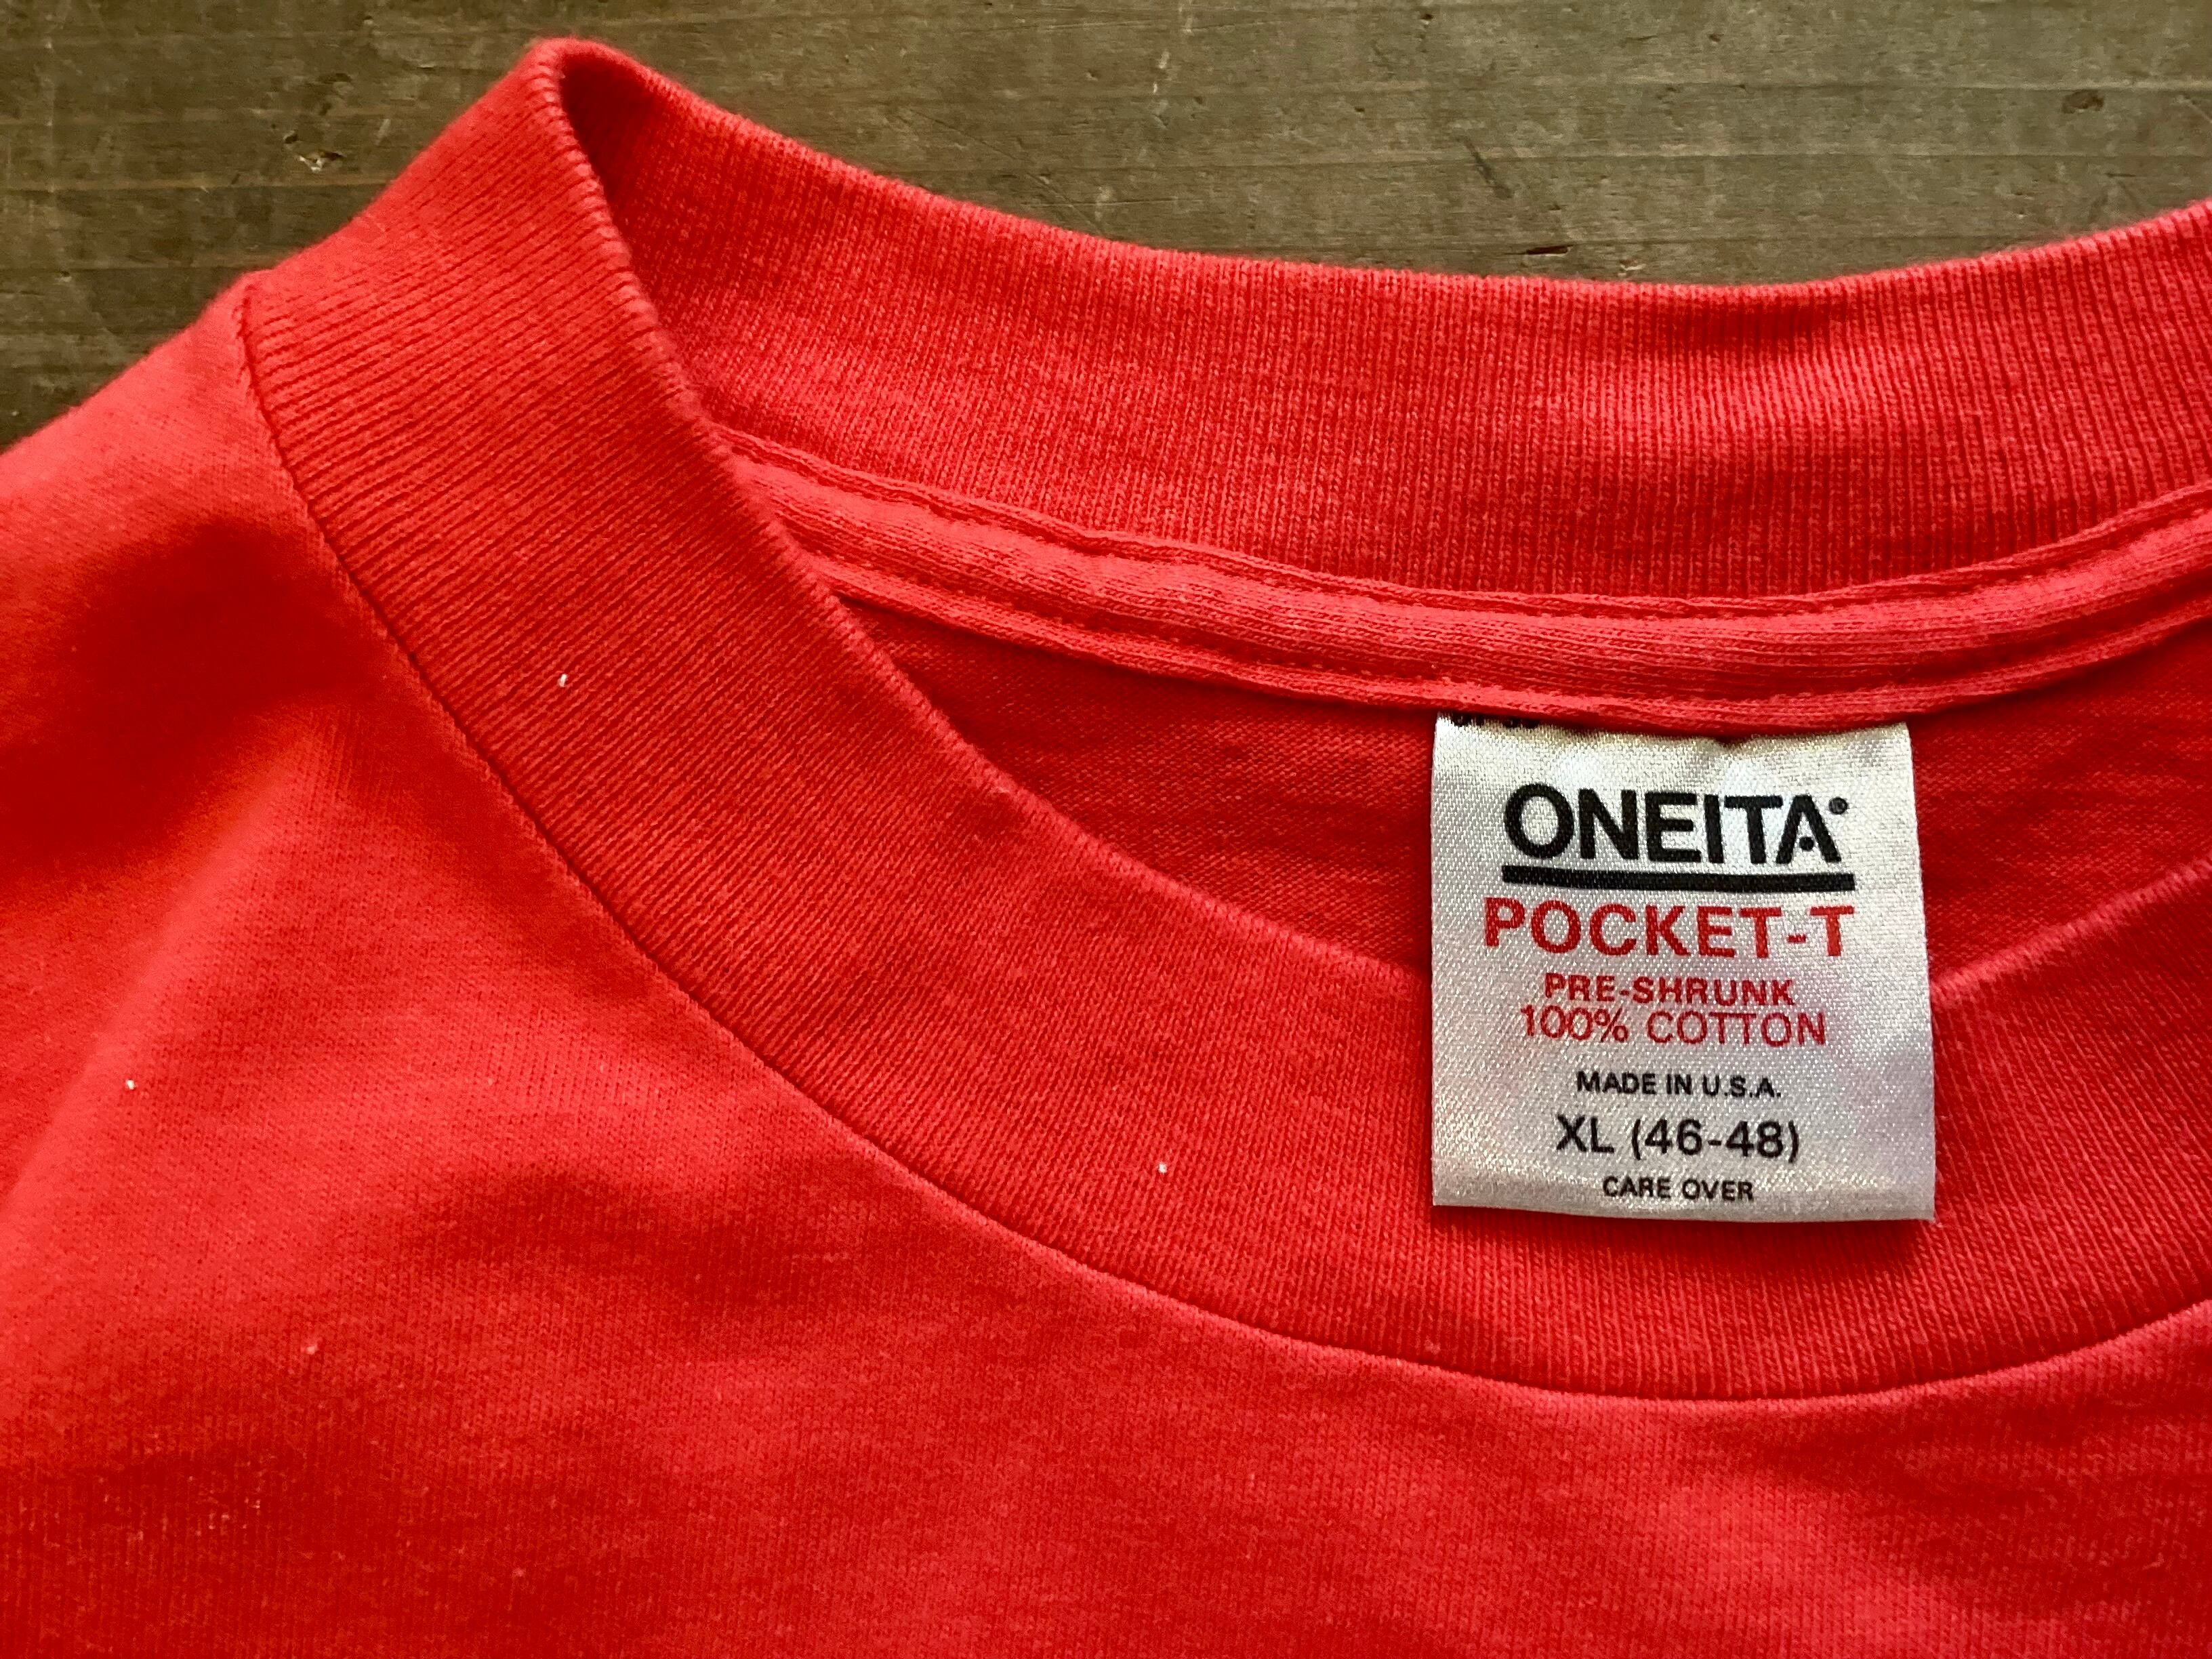 ONEITA
POCKET-T
PRE-SHRUNK
100% COTTON
MADE IN U.S.A.
XL (46-48)
CARE OVER